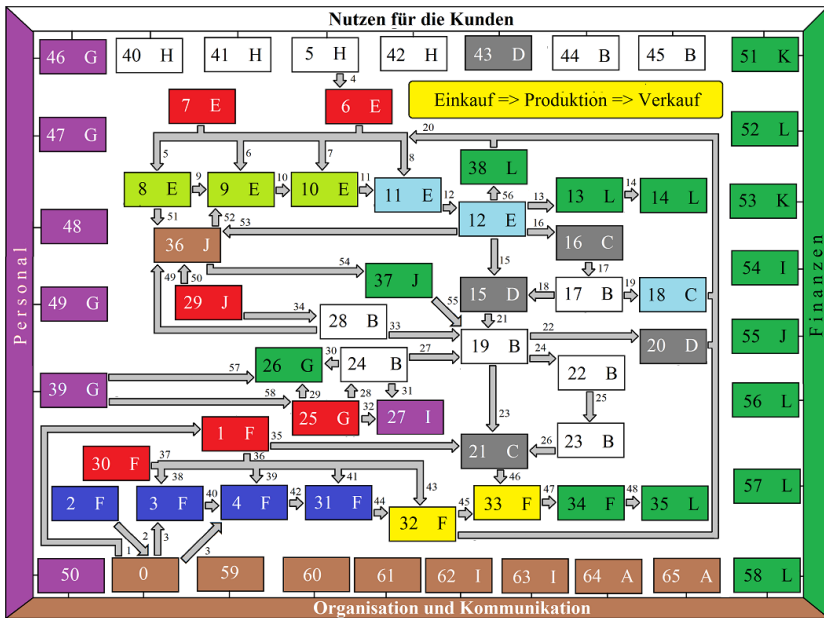 Nutzen für die Kunden
46 G
40 H
41 H
5 H
42 H
43 D
44 B
45 B
51 K
4
7 E
6 E
Einkauf => Produktion => Verkauf
47 G
20
52 L
5
6
7
8
38 L
8 E
9
9 E
10
10 E
11
11 E
12
56
12 E
13
13 L
14
14 L
53 K
51
52
53
16
48
36 J
16 C
15
17
49
50
54
54 I
37 J
29 J
55
15 D
18
17 B
19
18 C
49 G
34
28 B
33
21
22
55 J
19 B
20 D
57
26 G
30
24 B
27
24
22 B
39 G
58
29
28
31
56 L
25 G
32
27 I
23
25
1 F
35
21 C
26
23 B
36
30 F
37
38
39
41
43
46
57 L
2 F
3 F
40
4 F
42
31 F
44
32 F
45
33 F
47
34 F
48
35 L
1
2
3
3
50
0
59
60
61
62 I
63 I
64 A
65 A
58 L
Personal
Finanzen
Organisation und Kommunikation